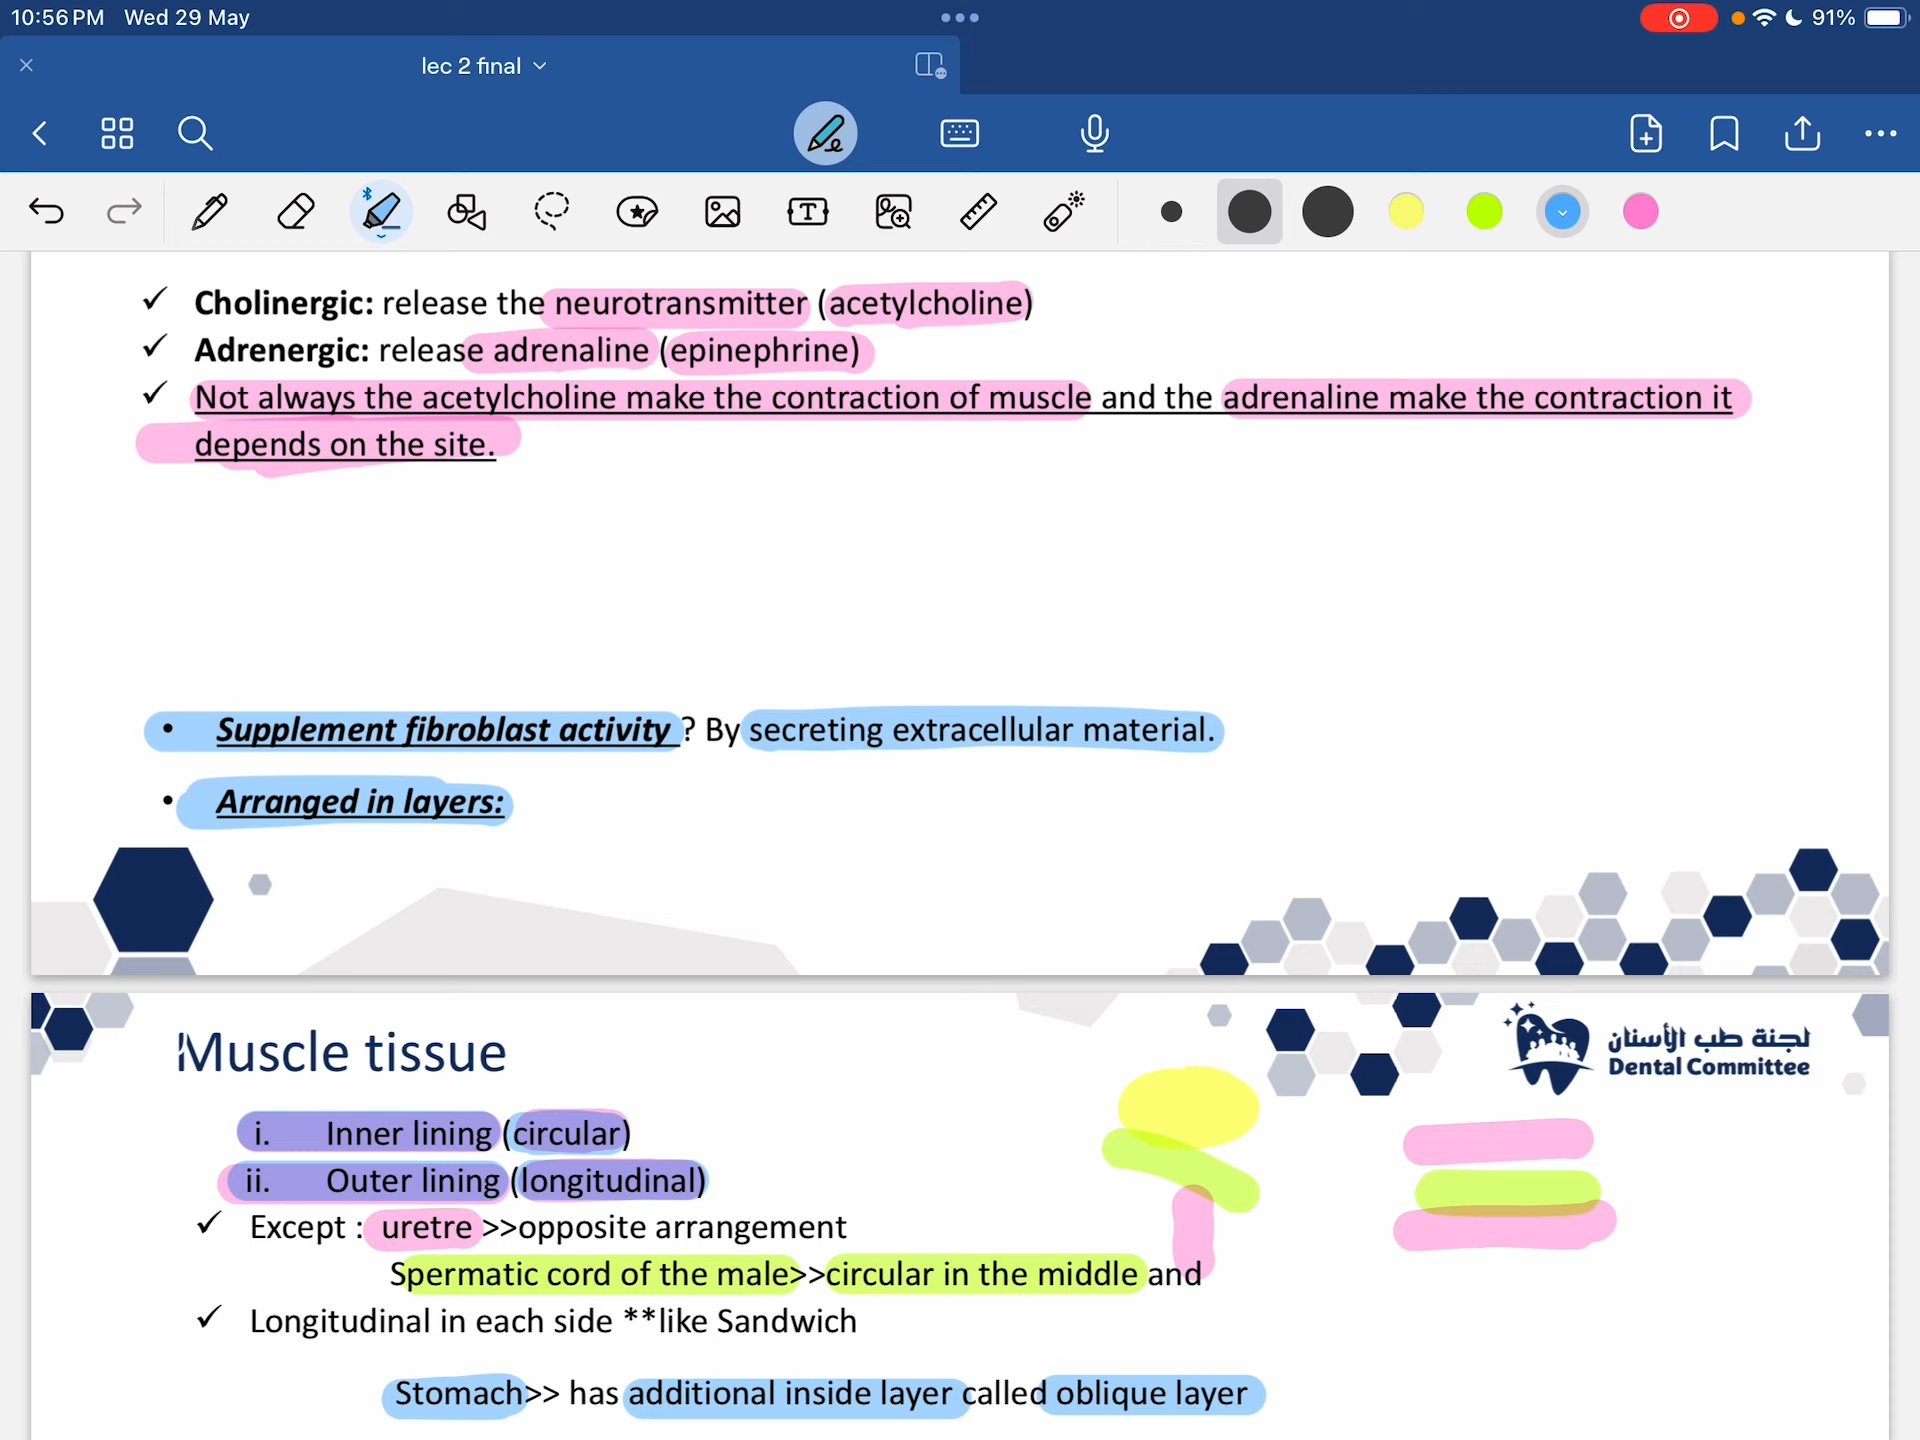 10:56 PM Wed 29 May
91%
lec 2 final
✓ Cholinergic: release the neurotransmitter (acetylcholine)
✓ Adrenergic: release adrenaline (epinephrine)
✓ Not always the acetylcholine make the contraction of muscle and the adrenaline make the contraction it
depends on the site.
• Supplement fibroblast activity ? By secreting extracellular material.
• Arranged in layers:
Muscle tissue
لجنة طب الأسنان
Dental Committee
i. Inner lining (circular)
ii. Outer lining (longitudinal)
✓ Except : uretre >>opposite arrangement
Spermatic cord of the male>>circular in the middle and
✓ Longitudinal in each side **like Sandwich
Stomach>> has additional inside layer called oblique layer